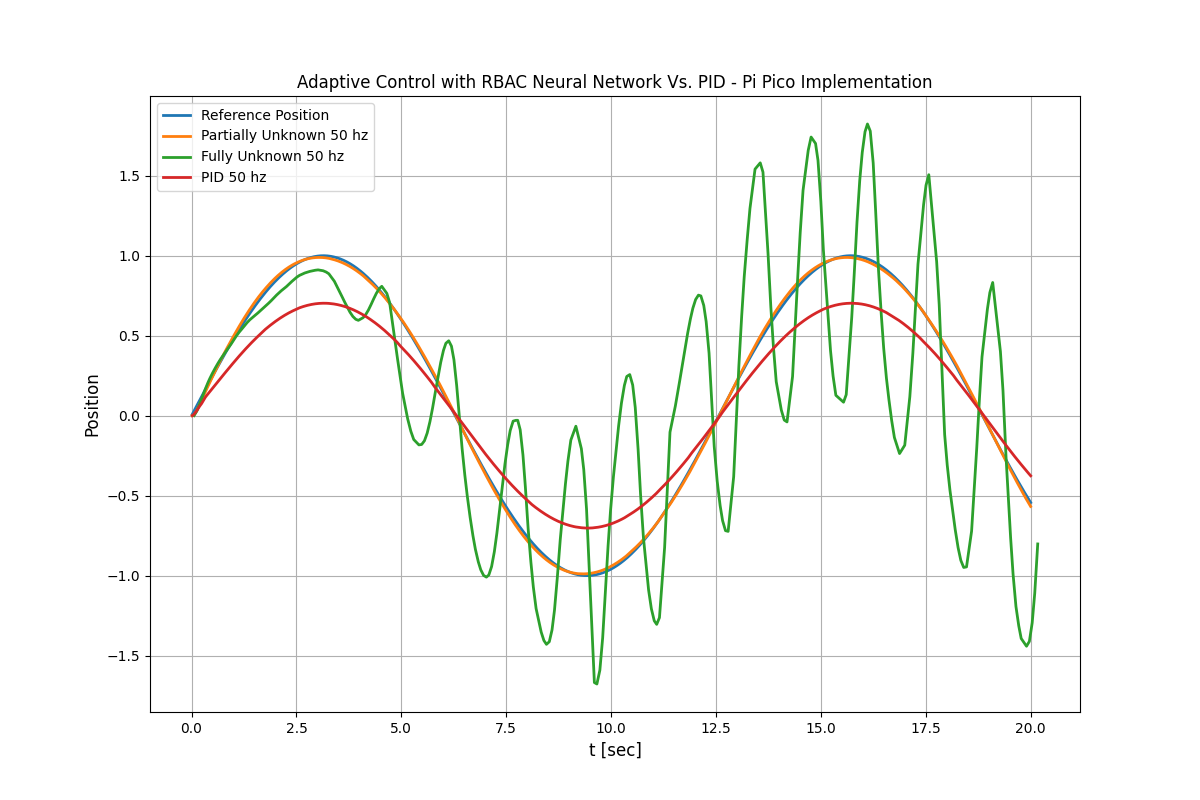 Adaptive Control with RBAC Neural Network Vs. PID - Pi Pico Implementation
Reference Position
Partially Unknown 50 hz
Fully Unknown 50 hz
PID 50 hz
1.5
1.0
0.5
0.0
−0.5
−1.0
−1.5
Position
0.0 2.5 5.0 7.5 10.0 12.5 15.0 17.5 20.0
t [sec]